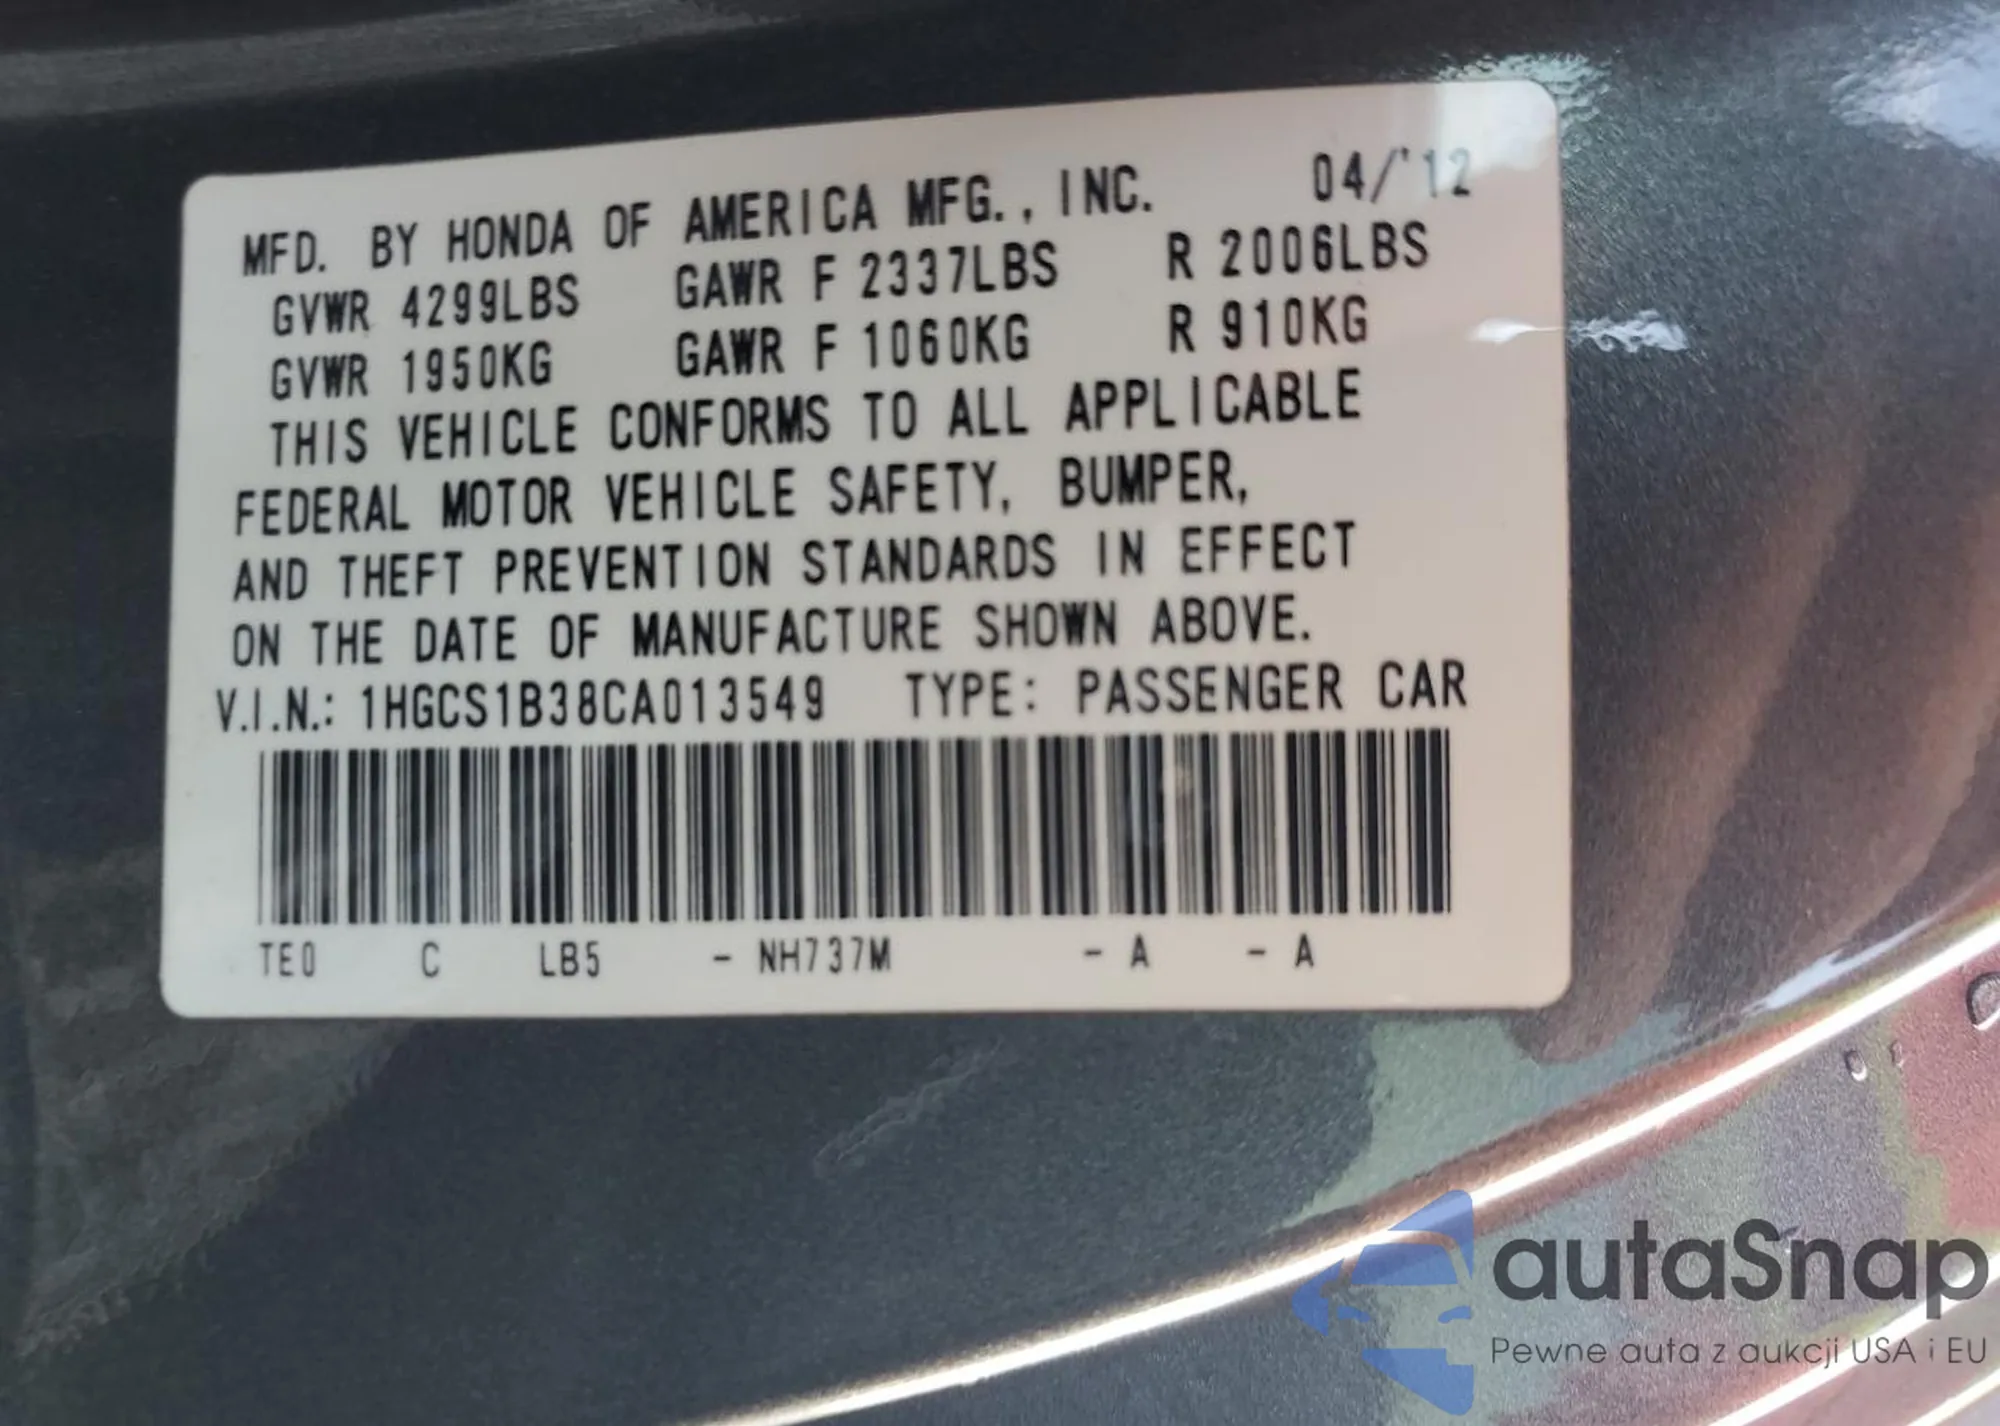 MFD. BY HONDA OF AMERICA MFG., INC. 04/'12
GVWR 4299LBS GAWR F 2337LBS R 2006LBS
GVWR 1950KG GAWR F 1060KG R 910KG
THIS VEHICLE CONFORMS TO ALL APPLICABLE
FEDERAL MOTOR VEHICLE SAFETY, BUMPER,
AND THEFT PREVENTION STANDARDS IN EFFECT
ON THE DATE OF MANUFACTURE SHOWN ABOVE.
V.I.N.: 1HGCS1B38CA013549 TYPE: PASSENGER CAR
TE0 C LB5 - NH737M - A - A
autaSnap
Pewne auta z aukcji USA i EU